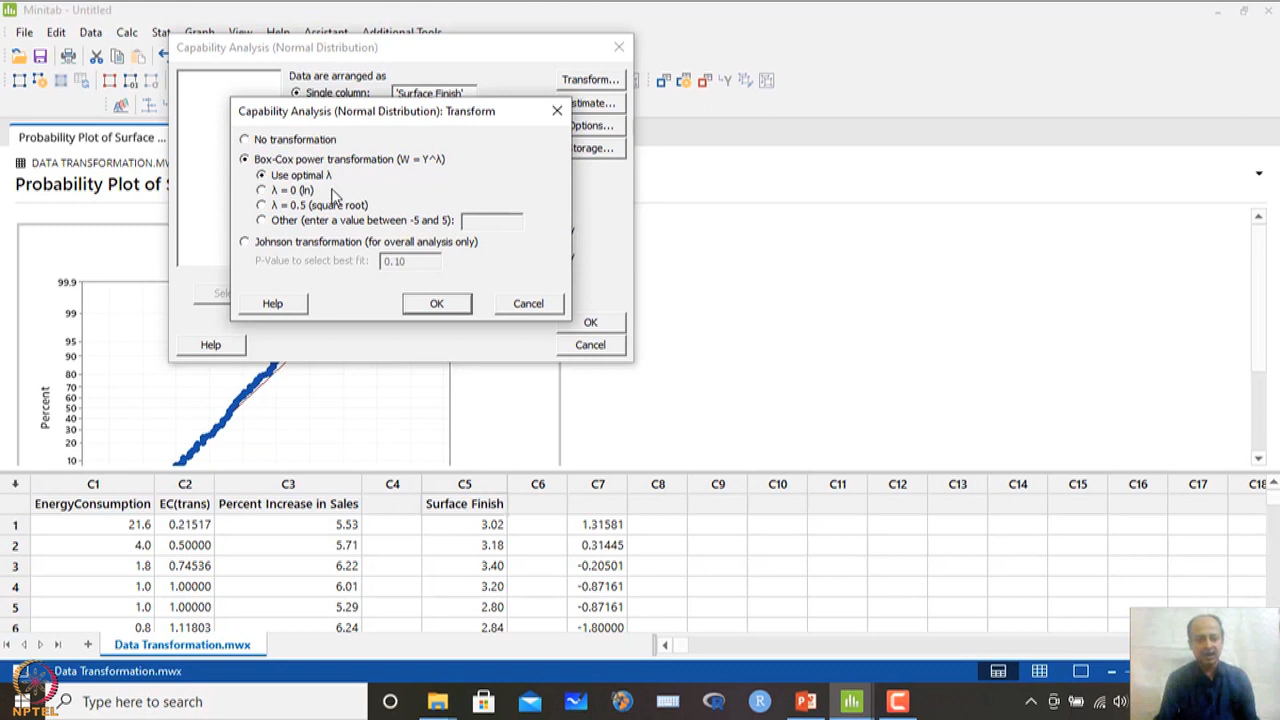 Minitab - Untitled
File Edit Data Calc Stat Graph View Help Assistant Additional Tools
Capability Analysis (Normal Distribution)
Data are arranged as
Transform...
Single column: 'Surface Finish'
Estimate...
Capability Analysis (Normal Distribution): Transform
Options...
Storage...
No transformation
Box-Cox power transformation (W = Y^λ)
Use optimal λ
λ = 0 (ln)
λ = 0.5 (square root)
Other (enter a value between -5 and 5):
Johnson transformation (for overall analysis only)
P-Value to select best fit: 0.10
Help OK Cancel
OK
Help Cancel
Probability Plot of Surface ...
DATA TRANSFORMATION.MW
Probability Plot of S
99.9
99
95
90
80
70
60
50
40
30
20
10
Percent
C1 C2 C3 C4 C5 C6 C7 C8 C9 C10 C11 C12 C13 C14 C15 C16 C17 C18
EnergyConsumption EC(trans) Percent Increase in Sales Surface Finish
1 21.6 0.21517 5.53 3.02 1.31581
2 4.0 0.50000 5.71 3.18 0.31445
3 1.8 0.74536 6.22 3.40 -0.20501
4 1.0 1.00000 6.01 3.20 -0.87161
5 1.0 1.00000 5.29 2.80 -0.87161
6 0.8 1.11803 6.24 2.84 -1.80000
Data Transformation.mwx
Data Transformation.mwx
NPTEL
Type here to search